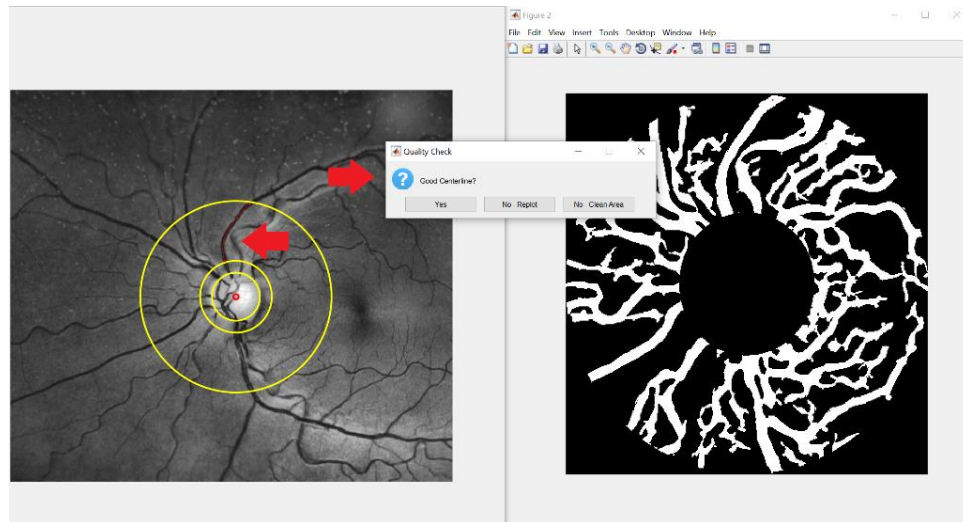 Figure 2
File Edit View Insert Tools Desktop Window Help
Quality Check
Good Centerline?
Yes
No Replot
No Clean Area